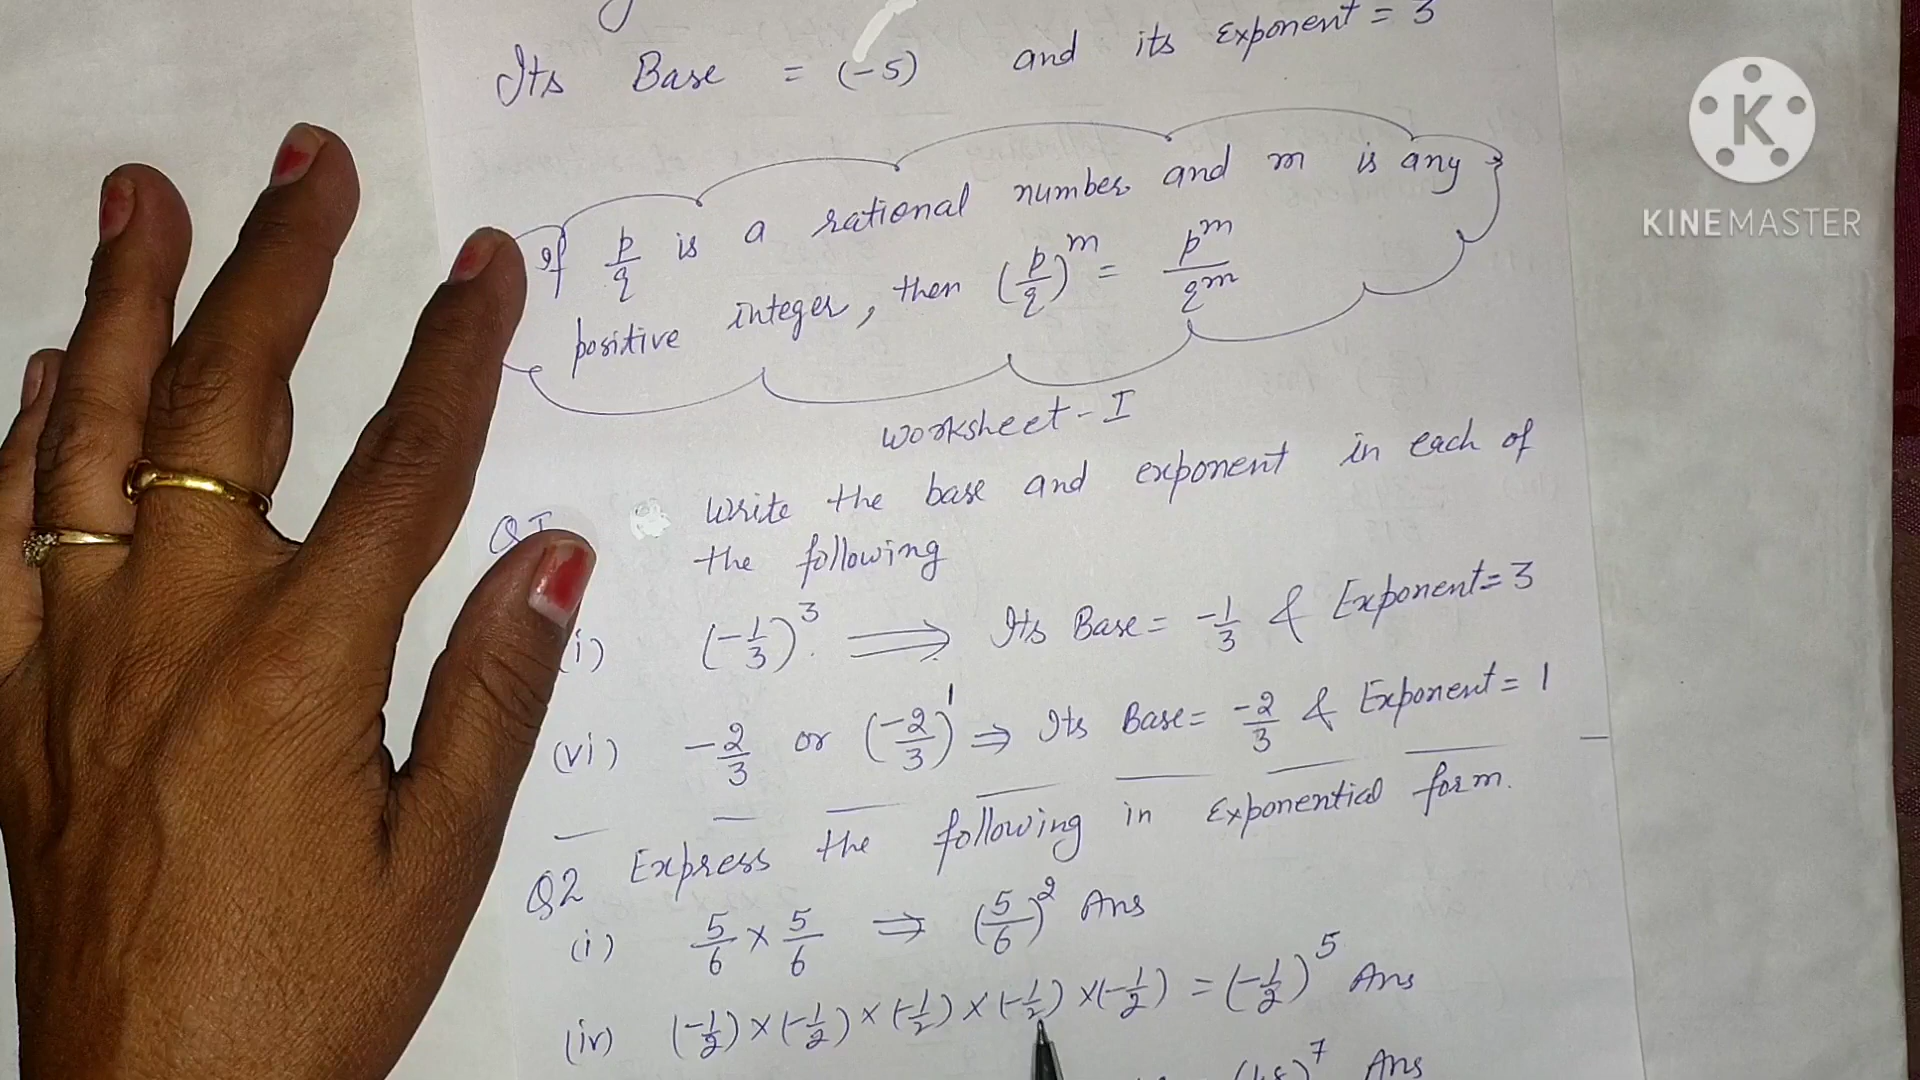 Its Base = (-5) and its exponent = 3
If p/q is a rational number and m is any
positive integer, then (p/q)^m = p^m/q^m
Worksheet-I
Q I Write the base and exponent in each of
the following
(i) (-1/3)^3 ⟹ Its Base = -1/3 & Exponent = 3
(vi) -2/3 or (-2/3)^1 ⇒ Its Base = -2/3 & Exponent = 1
Q2 Express the following in Exponential form.
(i) 5/6 × 5/6 ⇒ (5/6)^2 Ans
(iv) (-1/2) × (-1/2) × (-1/2) × (-1/2) × (-1/2) = (-1/2)^5 Ans
7 Ans
K
KINEMASTER